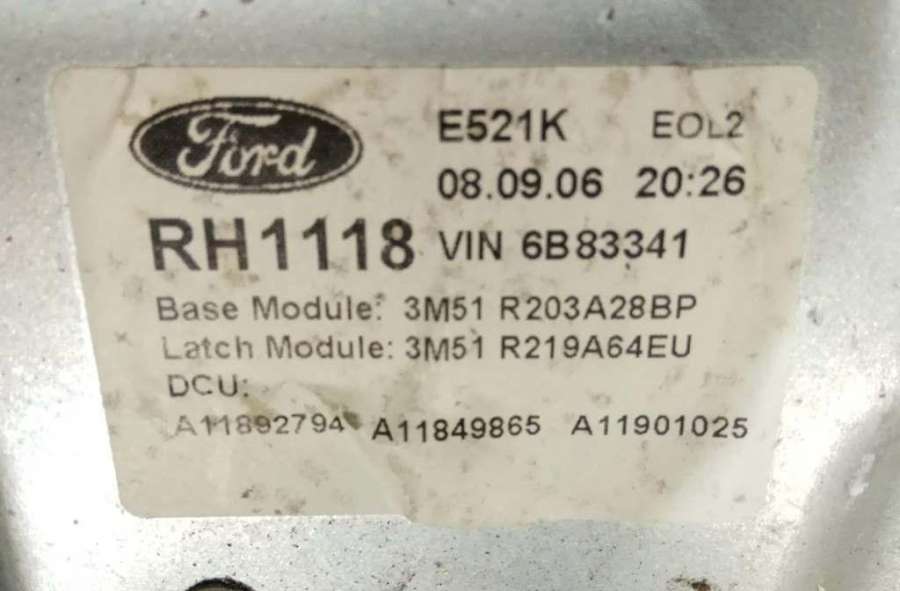 Ford
E521K EOL2
08.09.06 20:26
RH1118 VIN 6B83341
Base Module: 3M51 R203A28BP
Latch Module: 3M51 R219A64EU
DCU:
A11892794 A11849865 A11901025